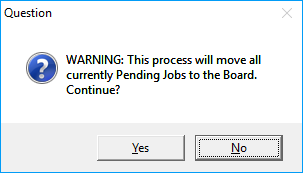 Question
WARNING: This process will move all
currently Pending Jobs to the Board.
Continue?
Yes
No